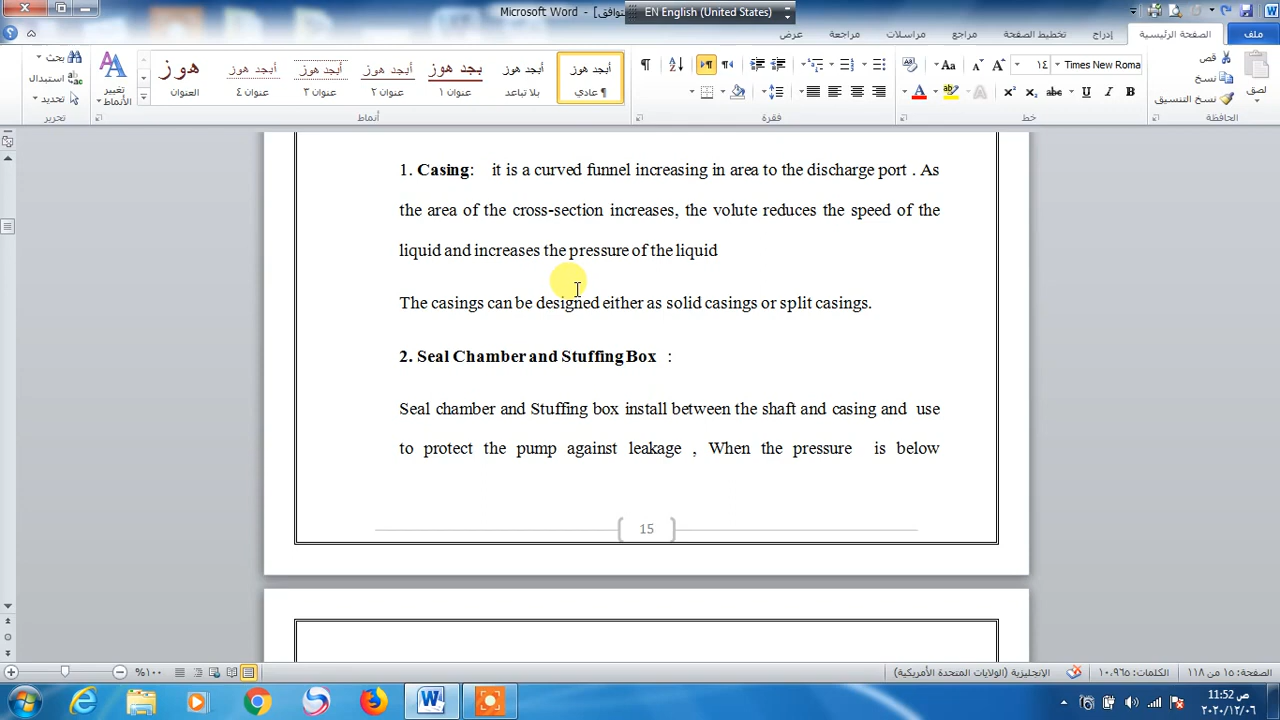 Microsoft Word - [توافق
EN English (United States)
ملف
الصفحة الرئيسية
إدراج
تخطيط الصفحة
مراجع
مراسلات
مراجعة
عرض
قص
نسخ
نسخ التنسيق
لصق
الحافظة
Times New Roma
١٤
خط
فقرة
أبجد هوز
¶ عادي
أبجد هوز
بلا تباعد
بجد هوز
عنوان ١
أبجد هوز
عنوان ٢
أبجد هوز
عنوان ٣
أبجد هوز
عنوان ٤
هوز
العنوان
تغيير الأنماط
أنماط
بحث
استبدال
تحديد
تحرير
1. Casing: it is a curved funnel increasing in area to the discharge port . As
the area of the cross-section increases, the volute reduces the speed of the
liquid and increases the pressure of the liquid
The casings can be designed either as solid casings or split casings.
2. Seal Chamber and Stuffing Box :
Seal chamber and Stuffing box install between the shaft and casing and use
to protect the pump against leakage , When the pressure is below
15
الصفحة: ١٥ من ١١٨
الكلمات: ١٠,٩٦٥
الإنجليزية (الولايات المتحدة الأمريكية)
%١٠٠
11:52 ص
٢٠٢٠/١٢/٠٦